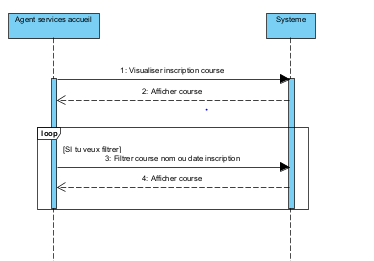 Agent services accueil
Systeme
1: Visualiser inscription course
2: Afficher course
loop
[SI tu veux filtrer]
3: Filtrer course nom ou date inscription
4: Afficher course